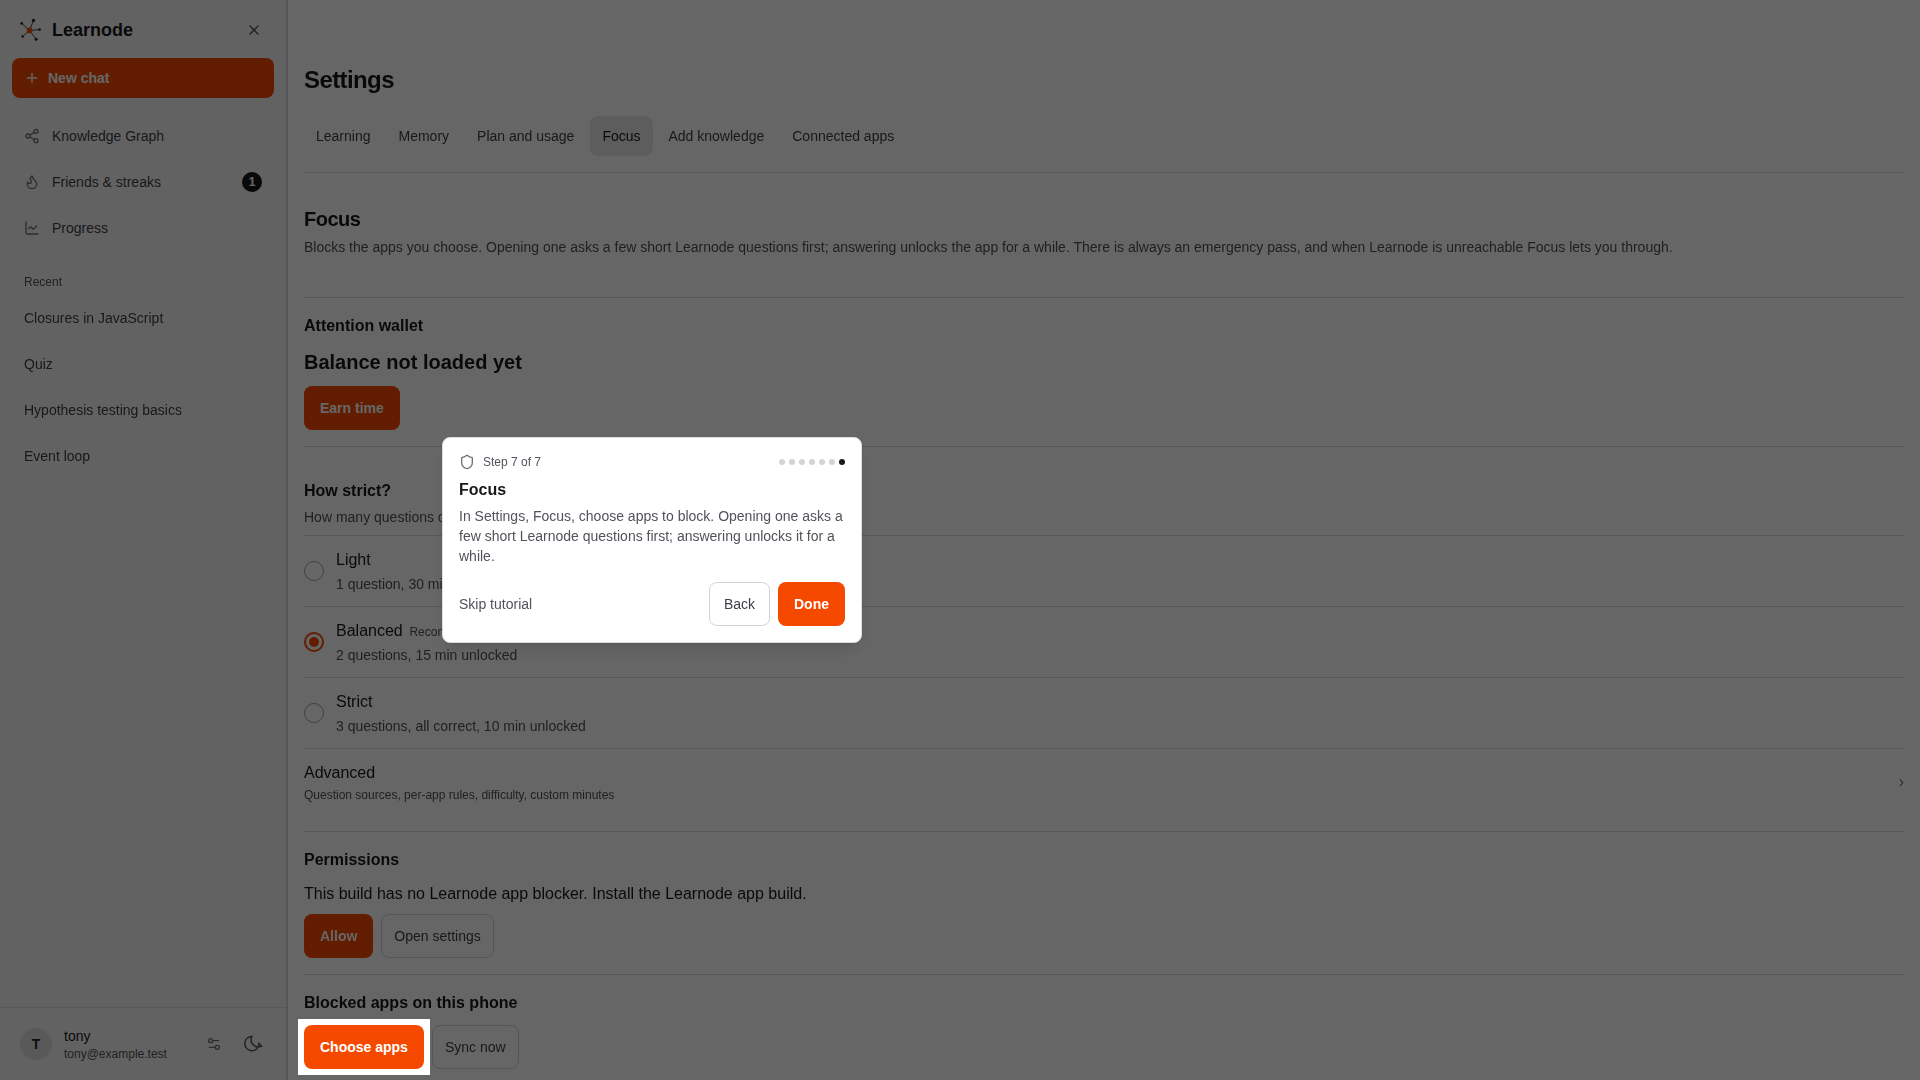 Learnode
New chat
Knowledge Graph
Friends & streaks
1
Progress
Recent
Closures in JavaScript
Quiz
Hypothesis testing basics
Event loop
T
tony
tony@example.test
Settings
Learning
Memory
Plan and usage
Focus
Add knowledge
Connected apps
Focus
Blocks the apps you choose. Opening one asks a few short Learnode questions first; answering unlocks the app for a while. There is always an emergency pass, and when Learnode is unreachable Focus lets you through.
Attention wallet
Balance not loaded yet
Earn time
How strict?
How many questions
Light
1 question, 30
Balanced
2 questions, 15 min unlocked
Strict
3 questions, all correct, 10 min unlocked
Advanced
Question sources, per-app rules, difficulty, custom minutes
Permissions
This build has no Learnode app blocker. Install the Learnode app build.
Allow
Open settings
Blocked apps on this phone
Choose apps
Sync now
Step 7 of 7
Focus
In Settings, Focus, choose apps to block. Opening one asks a
few short Learnode questions first; answering unlocks it for a
while.
Skip tutorial
Back
Done